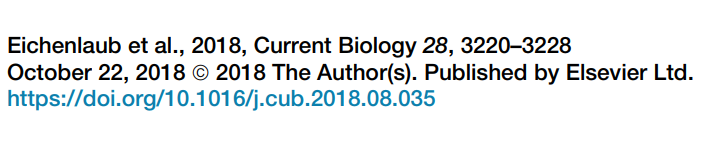 Eichenlaub et al., 2018, Current Biology 28, 3220–3228
October 22, 2018 © 2018 The Author(s). Published by Elsevier Ltd.
https://doi.org/10.1016/j.cub.2018.08.035